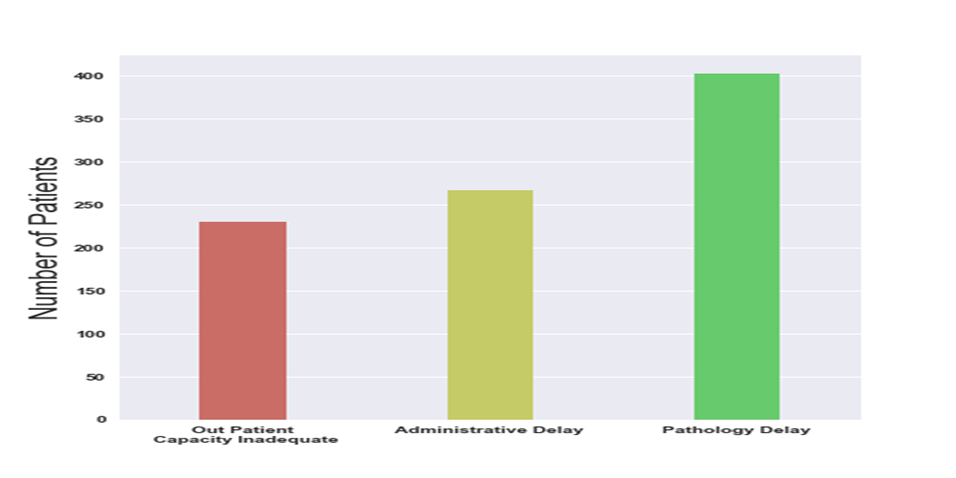 Number of Patients
400
350
300
250
200
150
100
50
0
Out Patient
Capacity Inadequate
Administrative Delay
Pathology Delay